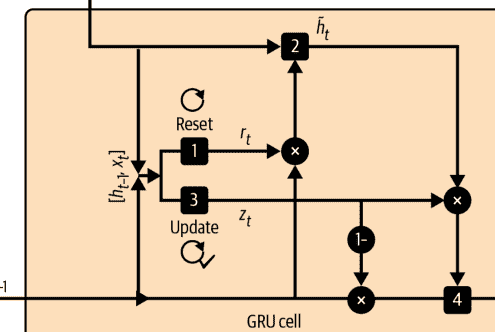 2
h̃t
Reset
1
rt
×
[ht-1, xt]
3
zt
×
Update
1-
-1
×
4
GRU cell